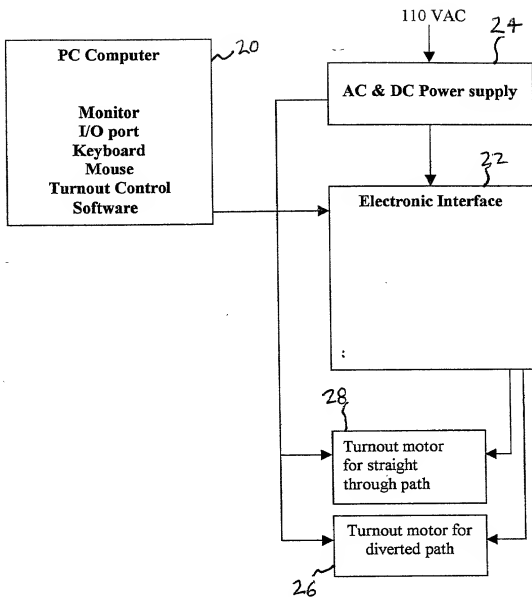 110 VAC
24
20
PC Computer
Monitor
I/O port
Keyboard
Mouse
Turnout Control
Software
AC & DC Power supply
22
Electronic Interface
:
28
Turnout motor
for straight
through path
Turnout motor for
diverted path
26